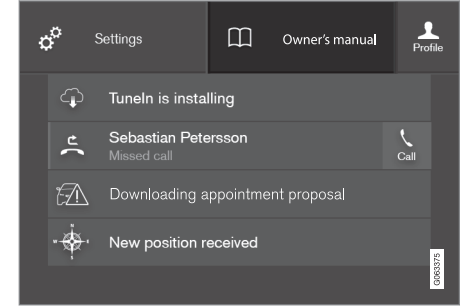 Settings
Owner's manual
Profile
TuneIn is installing
Sebastian Petersson
Missed call
Call
Downloading appointment proposal
New position received
G063375